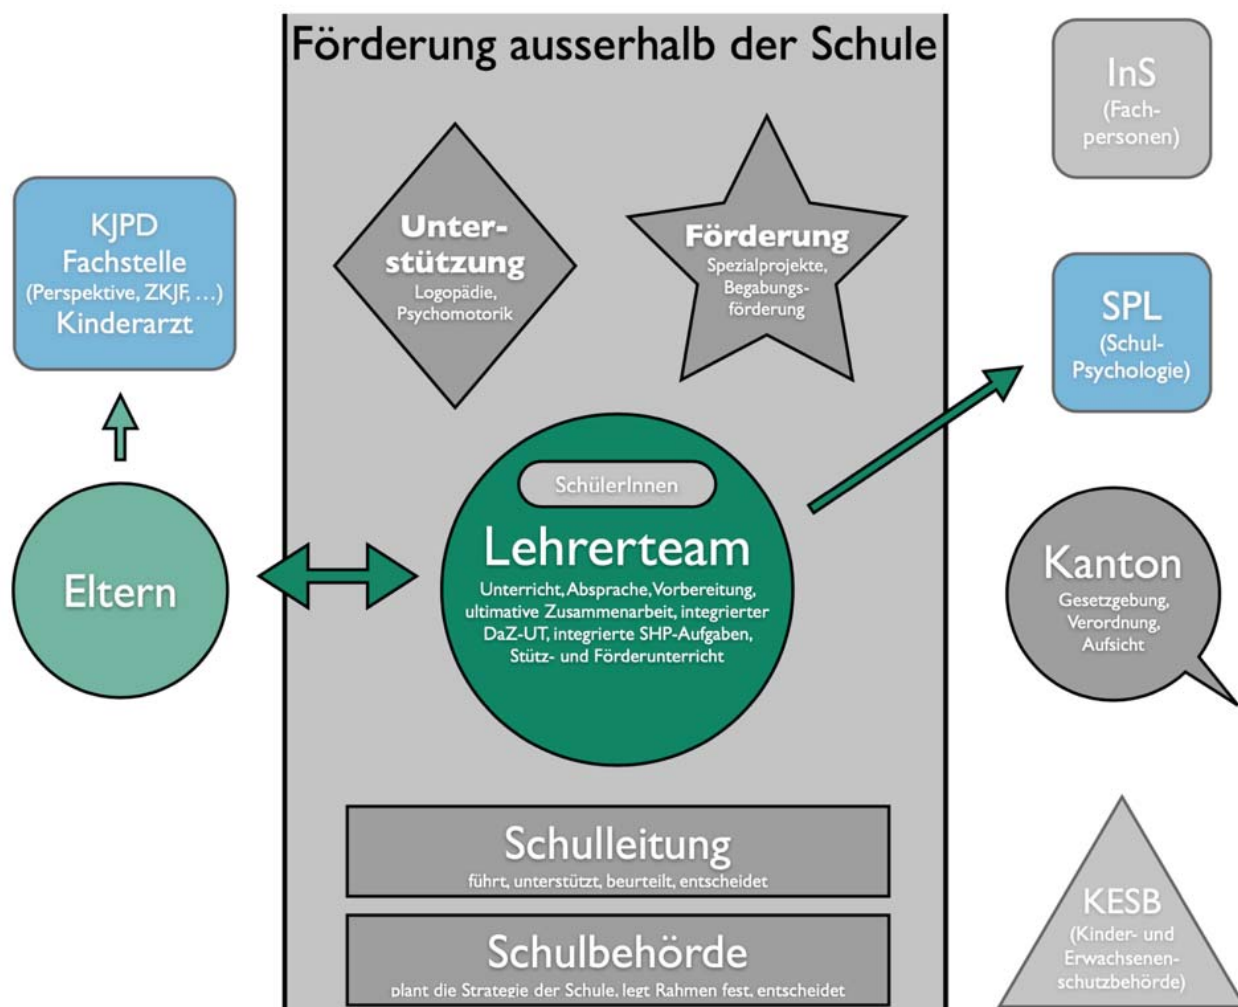 Förderung ausserhalb der Schule
InS
(Fach-
personen)
KJPD
Fachstelle
(Perspektive, ZKJF, …)
Kinderarzt
Unter-
stützung
Logopädie,
Psychomotorik
Förderung
Spezialprojekte,
Begabungs-
förderung
SPL
(Schul-
Psychologie)
Eltern
SchülerInnen
Lehrerteam
Unterricht, Absprache, Vorbereitung,
ultimative Zusammenarbeit, integrierter
DaZ-UT, integrierte SHP-Aufgaben,
Stütz- und Förderunterricht
Kanton
Gesetzgebung,
Verordnung,
Aufsicht
Schulleitung
führt, unterstützt, beurteilt, entscheidet
Schulbehörde
plant die Strategie der Schule, legt Rahmen fest, entscheidet
KESB
(Kinder- und
Erwachsenen-
schutzbehörde)